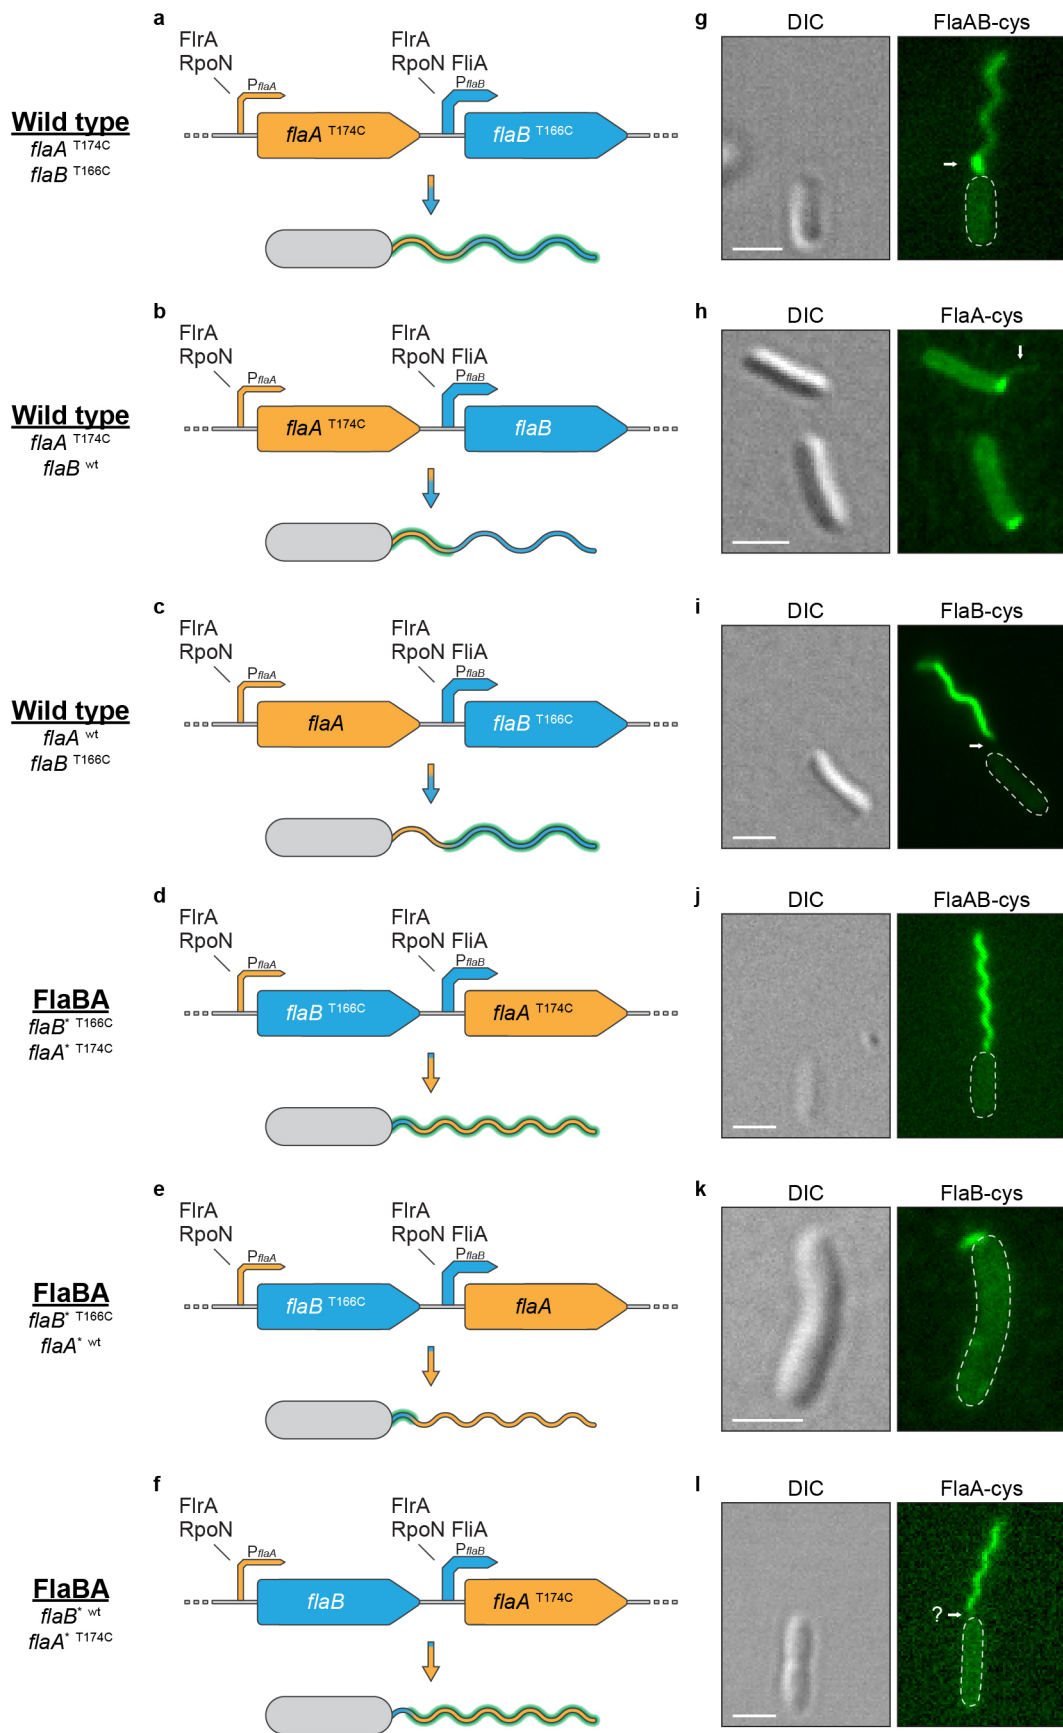 a
FlrA
RpoN
PflaA
FlrA
RpoN FliA
PflaB
Wild type
flaA T174C
flaB T166C
flaA T174C
flaB T166C
g
DIC
FlaAB-cys
b
FlrA
RpoN
PflaA
FlrA
RpoN FliA
PflaB
Wild type
flaA T174C
flaB wt
flaA T174C
flaB
h
DIC
FlaA-cys
c
FlrA
RpoN
PflaA
FlrA
RpoN FliA
PflaB
Wild type
flaA wt
flaB T166C
flaA
flaB T166C
i
DIC
FlaB-cys
d
FlrA
RpoN
PflaA
FlrA
RpoN FliA
PflaB
FlaBA
flaB* T166C
flaA* T174C
flaB T166C
flaA T174C
j
DIC
FlaAB-cys
e
FlrA
RpoN
PflaA
FlrA
RpoN FliA
PflaB
FlaBA
flaB* T166C
flaA* wt
flaB T166C
flaA
k
DIC
FlaB-cys
f
FlrA
RpoN
PflaA
FlrA
RpoN FliA
PflaB
FlaBA
flaB* wt
flaA* T174C
flaB
flaA T174C
l
DIC
FlaA-cys
?